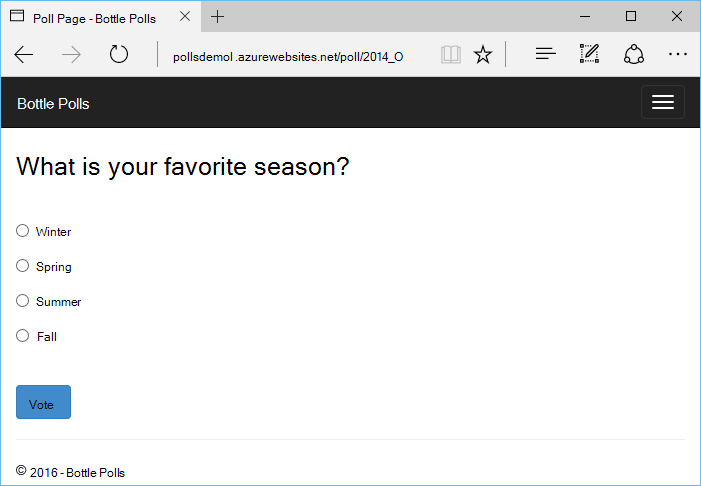 Poll Page - Bottle Polls
pollsdemol .azurewebsites.net/poll/2014_O
Bottle Polls
What is your favorite season?
Winter
Spring
Summer
Fall
Vote
© 2016 - Bottle Polls